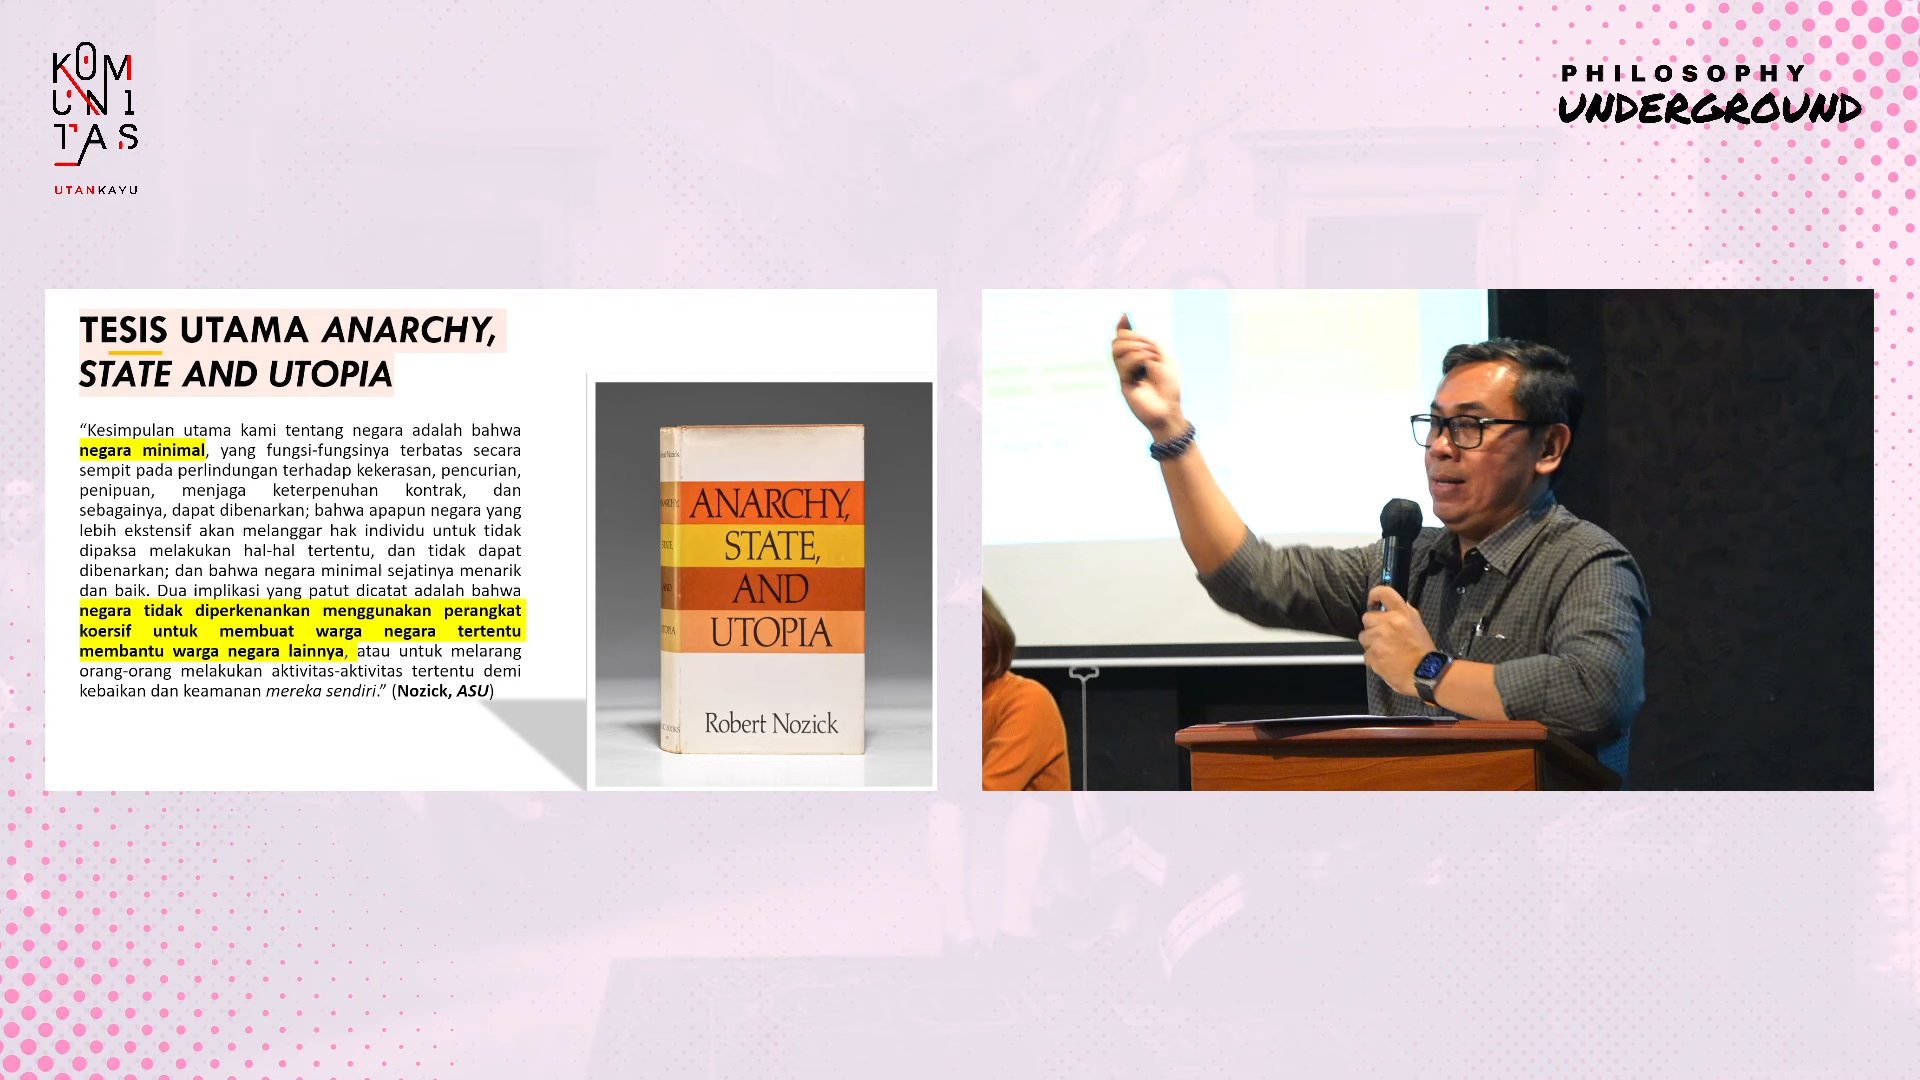 KOM
UNI
TAS
UTANKAYU
PHILOSOPHY
UNDERGROUND
TESIS UTAMA ANARCHY,
STATE AND UTOPIA
“Kesimpulan utama kami tentang negara adalah bahwa
negara minimal, yang fungsi-fungsinya terbatas secara
sempit pada perlindungan terhadap kekerasan, pencurian,
penipuan, menjaga keterpenuhan kontrak, dan
sebagainya, dapat dibenarkan; bahwa apapun negara yang
lebih ekstensif akan melanggar hak individu untuk tidak
dipaksa melakukan hal-hal tertentu, dan tidak dapat
dibenarkan; dan bahwa negara minimal sejatinya menarik
dan baik. Dua implikasi yang patut dicatat adalah bahwa
negara tidak diperkenankan menggunakan perangkat
koersif untuk membuat warga negara tertentu
membantu warga negara lainnya, atau untuk melarang
orang-orang melakukan aktivitas-aktivitas tertentu demi
kebaikan dan keamanan mereka sendiri.” (Nozick, ASU)
ANARCHY,
STATE,
AND
UTOPIA
Robert Nozick